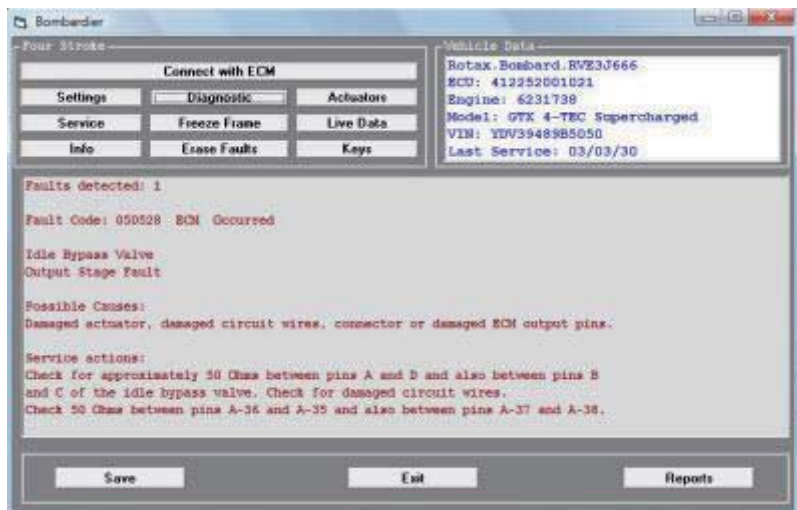 Bombardier
Four Stroke
Connect with ECM
Settings
Diagnostic
Actuators
Service
Freeze Frame
Live Data
Info
Erase Faults
Keys
Vehicle Data
Rotax.Bombard.RVE3J666
ECU: 412252001021
Engine: 6231738
Model: GTX 4-TEC Supercharged
VIN: YDV39489B5050
Last Service: 03/03/30
Faults detected: 1
Fault Code: 050528 ECM Occurred
Idle Bypass Valve
Output Stage Fault
Possible Causes:
Damaged actuator, damaged circuit wires, connector or damaged ECM output pins.
Service actions:
Check for approximately 50 Ohms between pins A and D and also between pins B
and C of the idle bypass valve. Check for damaged circuit wires.
Check 50 Ohms between pins A-36 and A-35 and also between pins A-37 and A-38.
Save
Exit
Reports